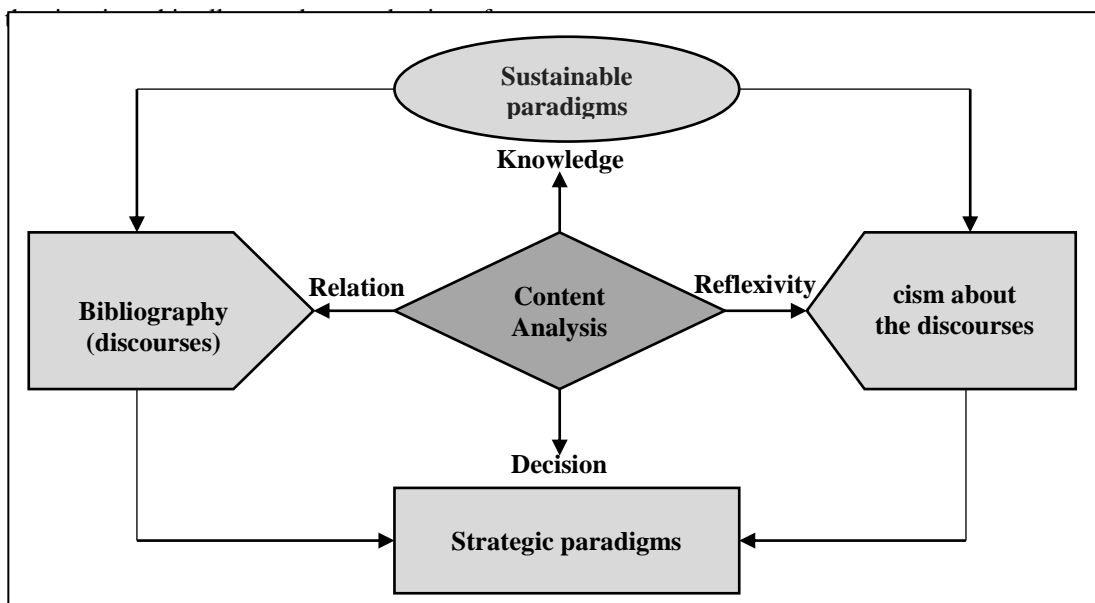 Sustainable
paradigms
Knowledge
Relation
Reflexivity
Bibliography
(discourses)
Content
Analysis
cism about
the discourses
Decision
Strategic paradigms